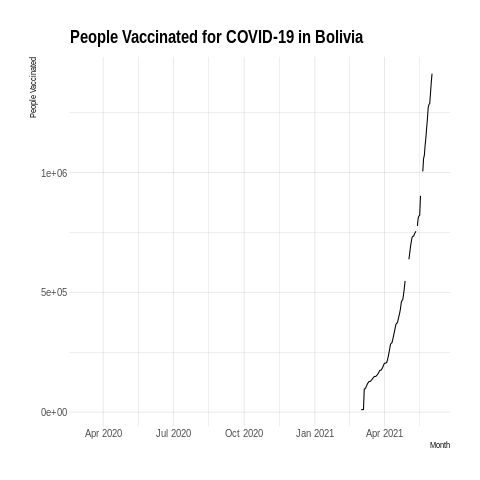 People Vaccinated for COVID-19 in Bolivia
People Vaccinated
1e+06
5e+05
0e+00
Apr 2020 Jul 2020 Oct 2020 Jan 2021 Apr 2021
Month